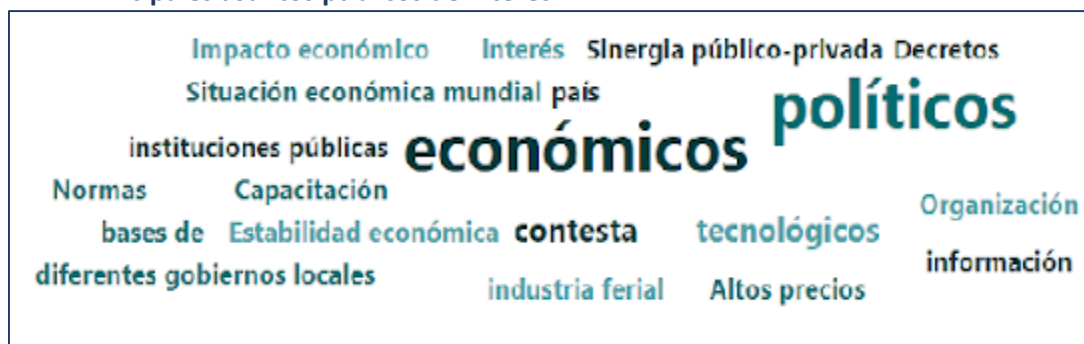 Impacto económico Interés Sinergia público-privada Decretos
Situación económica mundial país políticos
instituciones públicas económicos
Normas Capacitación Organización
bases de Estabilidad económica contesta tecnológicos
diferentes gobiernos locales información
industria ferial Altos precios